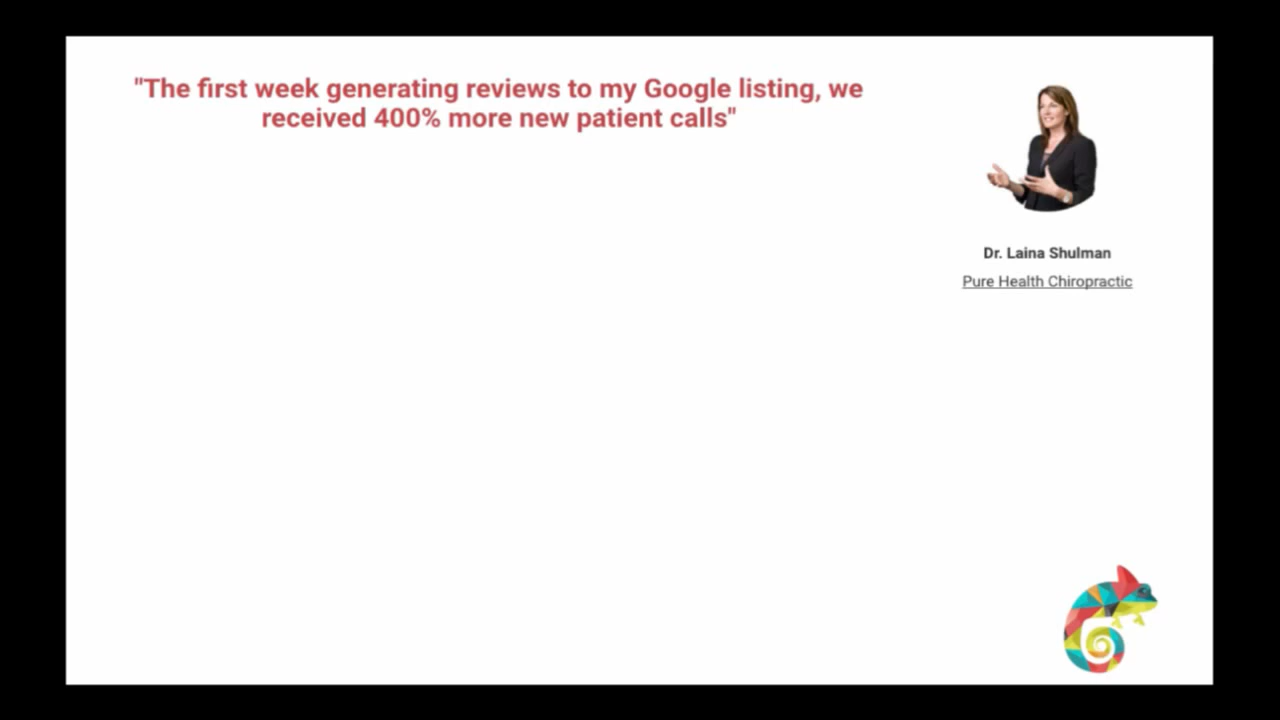 "The first week generating reviews to my Google listing, we
received 400% more new patient calls"
Dr. Laina Shulman
Pure Health Chiropractic